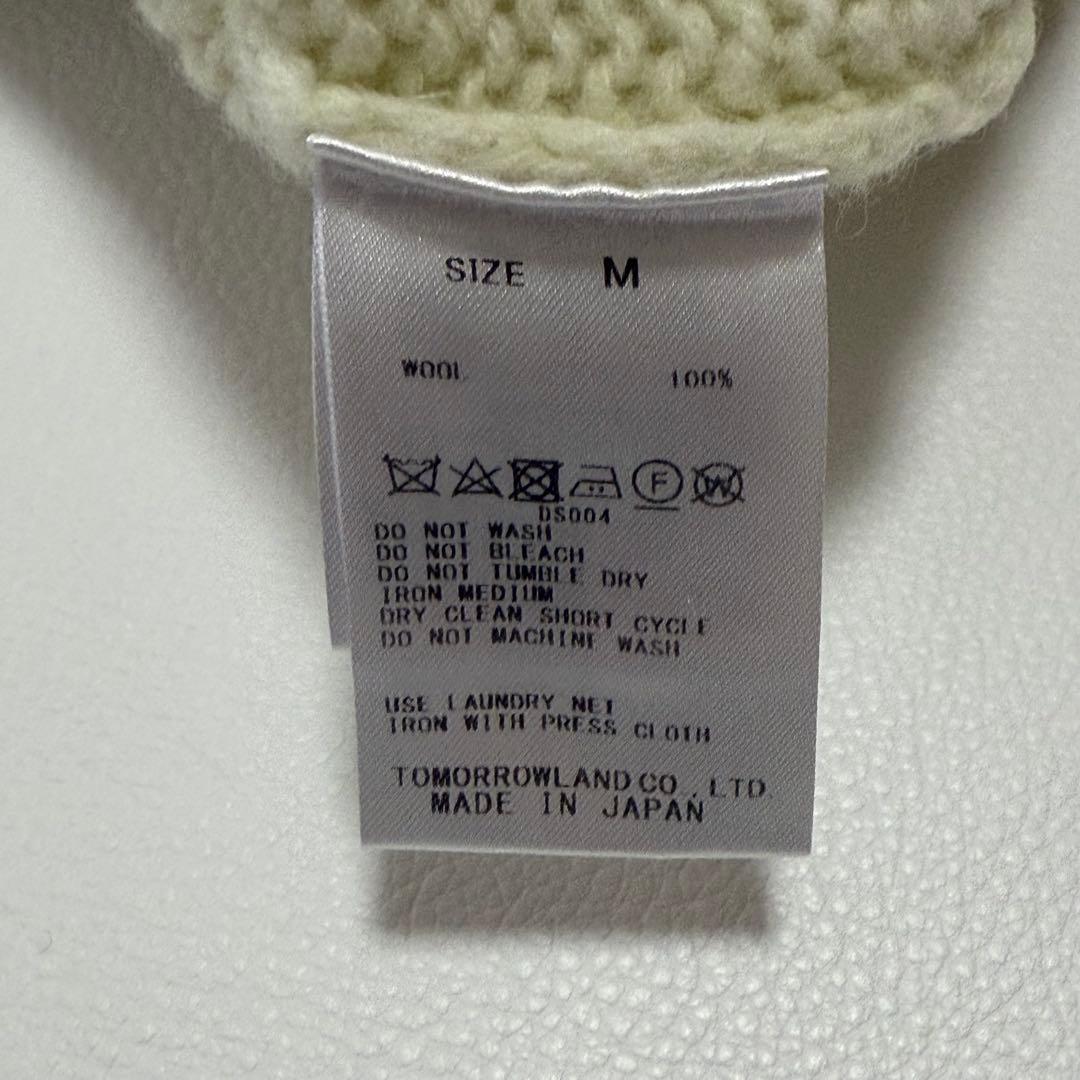 SIZE M
WOOL 100%
F W
DS004
DO NOT WASH
DO NOT BLEACH
DO NOT TUMBLE DRY
IRON MEDIUM
DRY CLEAN SHORT CYCLE
DO NOT MACHINE WASH
USE LAUNDRY NET
IRON WITH PRESS CLOTH
TOMORROWLAND CO., LTD.
MADE IN JAPAN